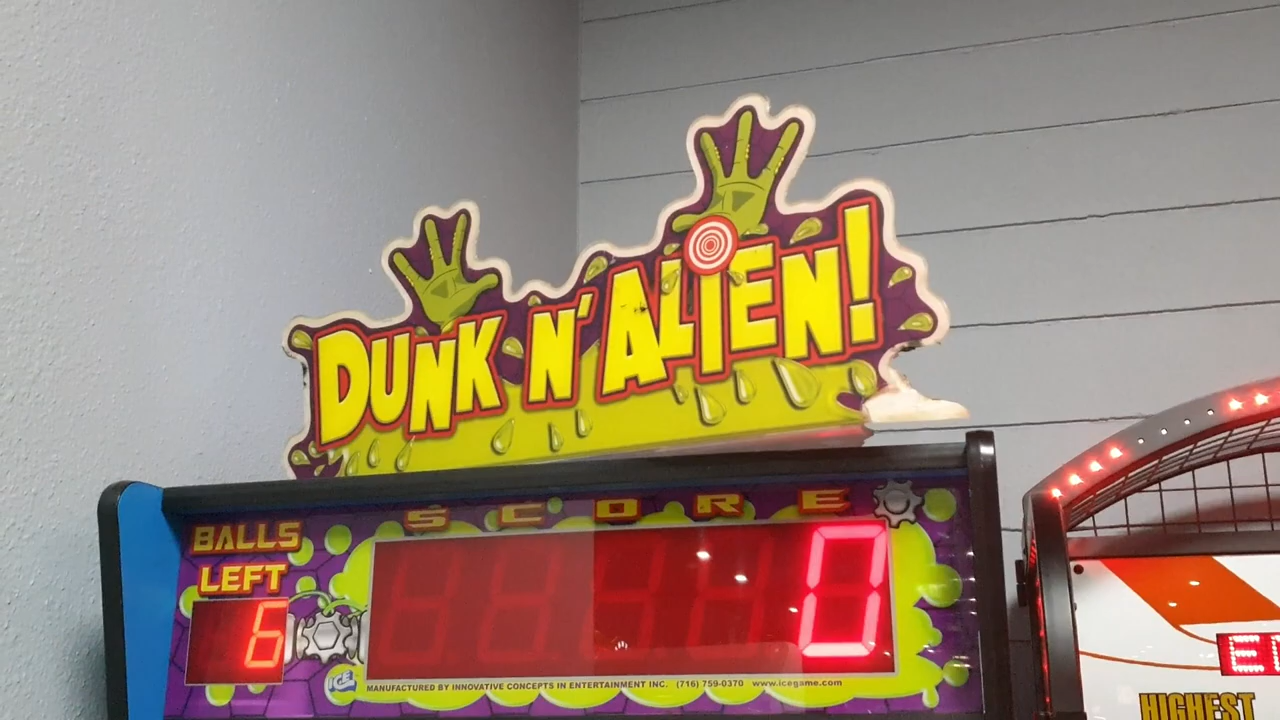 DUNK N' ALIEN!
SCORE
BALLS
LEFT
6
0
ICE
MANUFACTURED BY INNOVATIVE CONCEPTS IN ENTERTAINMENT INC. (716) 759-0370 www.icegame.com
HIGHEST